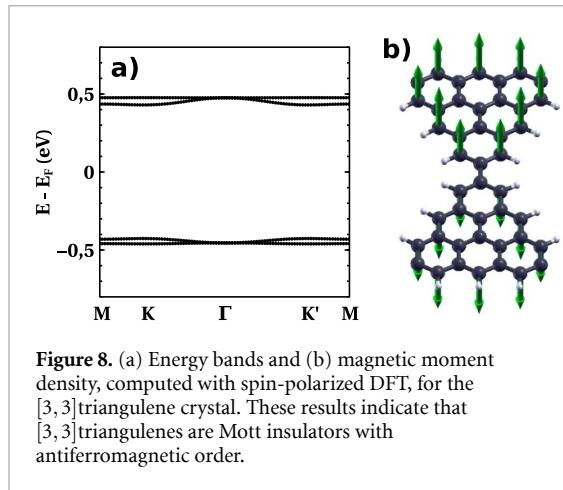 a)
b)
0,5
0
−0,5
E - E_F (eV)
M K Γ K' M
Figure 8. (a) Energy bands and (b) magnetic moment
density, computed with spin-polarized DFT, for the
[3, 3]triangulene crystal. These results indicate that
[3, 3]triangulenes are Mott insulators with
antiferromagnetic order.